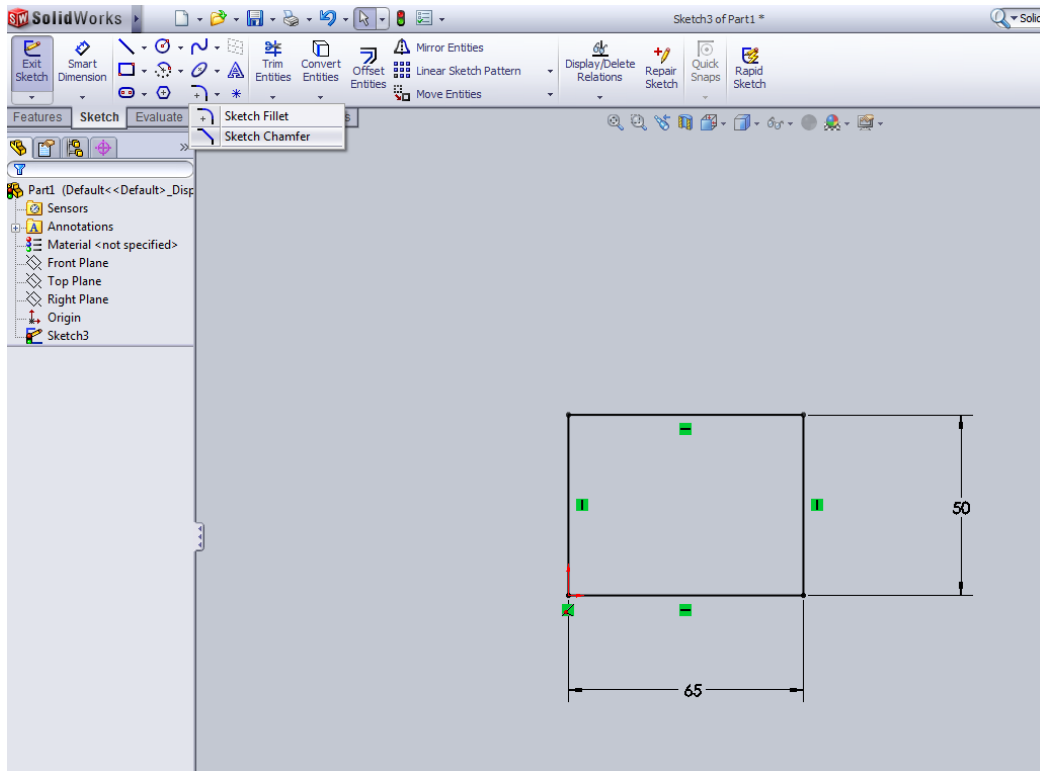 SolidWorks
Sketch3 of Part1 *
Solid
Exit Sketch
Smart Dimension
Trim Entities
Convert Entities
Offset Entities
Mirror Entities
Linear Sketch Pattern
Move Entities
Display/Delete Relations
Repair Sketch
Quick Snaps
Rapid Sketch
Features
Sketch
Evaluate
Sketch Fillet
Sketch Chamfer
Part1 (Default<<Default>_Disp
Sensors
Annotations
Material <not specified>
Front Plane
Top Plane
Right Plane
Origin
Sketch3
50
65